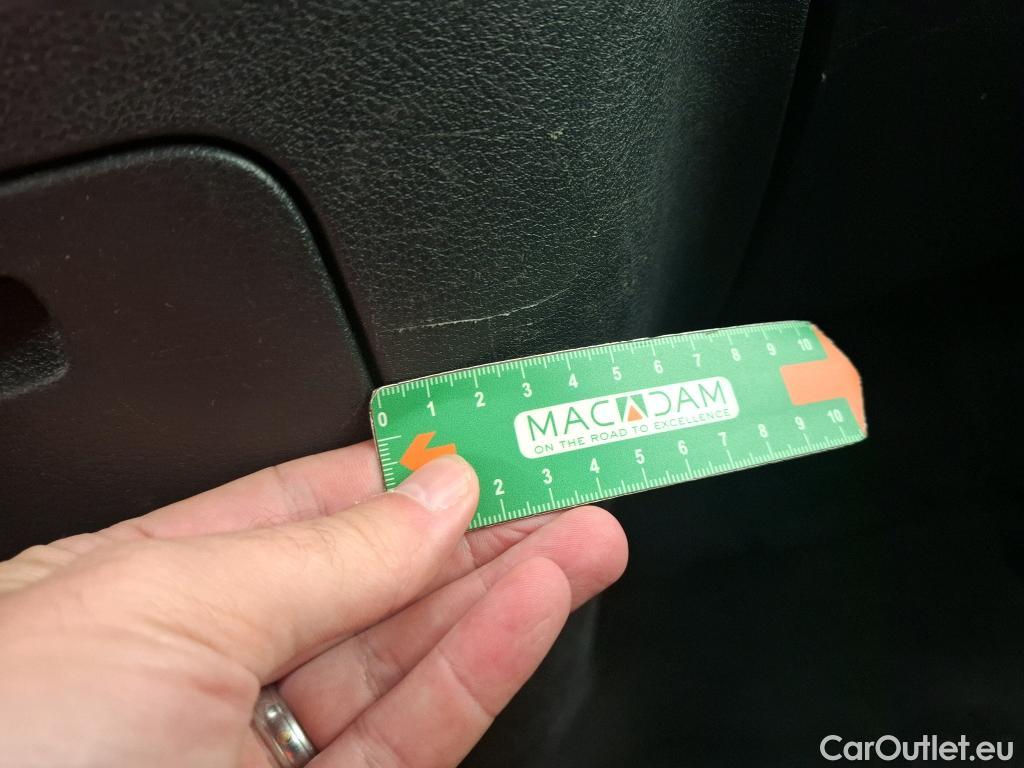 0 1 2 3 4 5 6 7 8 9 10
MACADAM
ON THE ROAD TO EXCELLENCE
2 3 4 5 6 7 8 9 10
CarOutlet.eu